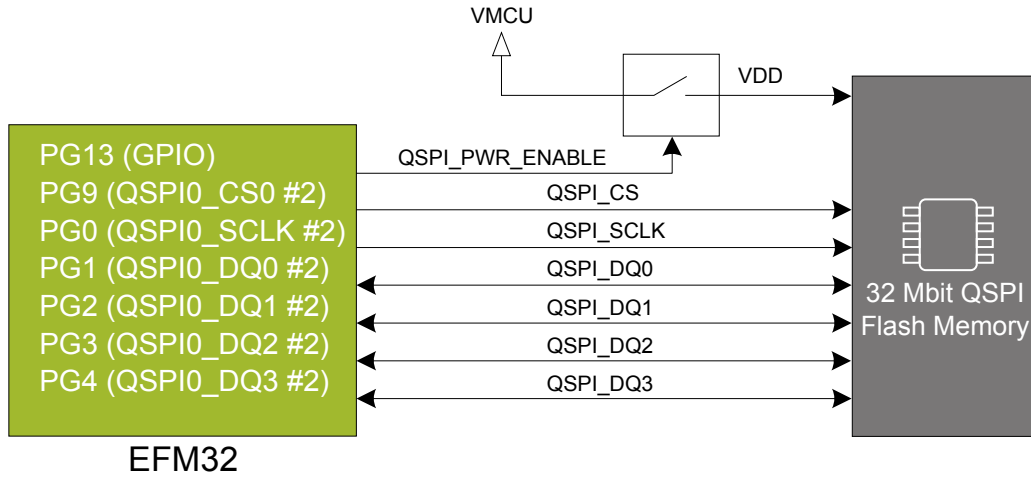 VMCU
VDD
PG13 (GPIO)
PG9 (QSPI0_CS0 #2)
PG0 (QSPI0_SCLK #2)
PG1 (QSPI0_DQ0 #2)
PG2 (QSPI0_DQ1 #2)
PG3 (QSPI0_DQ2 #2)
PG4 (QSPI0_DQ3 #2)
EFM32
QSPI_PWR_ENABLE
QSPI_CS
QSPI_SCLK
QSPI_DQ0
QSPI_DQ1
QSPI_DQ2
QSPI_DQ3
32 Mbit QSPI
Flash Memory